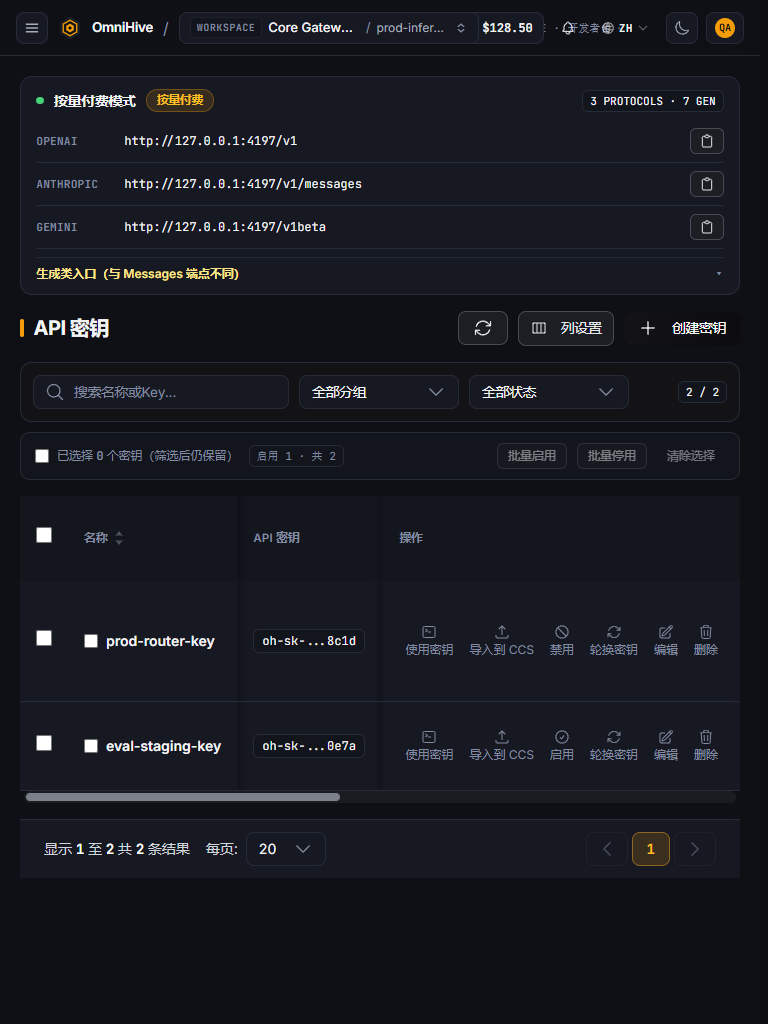 OmniHive / WORKSPACE Core Gatew... / prod-infer... $128.50 开发者 ZH QA
按量付费模式 按量付费 3 PROTOCOLS · 7 GEN
OPENAI http://127.0.0.1:4197/v1
ANTHROPIC http://127.0.0.1:4197/v1/messages
GEMINI http://127.0.0.1:4197/v1beta
生成类入口（与 Messages 端点不同）
API 密钥 列设置 创建密钥
搜索名称或Key... 全部分组 全部状态 2 / 2
已选择 0 个密钥（筛选后仍保留） 启用 1 · 共 2 批量启用 批量停用 清除选择
名称 API 密钥 操作
prod-router-key oh-sk-...8c1d 使用密钥 导入到 CCS 禁用 轮换密钥 编辑 删除
eval-staging-key oh-sk-...0e7a 使用密钥 导入到 CCS 启用 轮换密钥 编辑 删除
显示 1 至 2 共 2 条结果 每页: 20 1